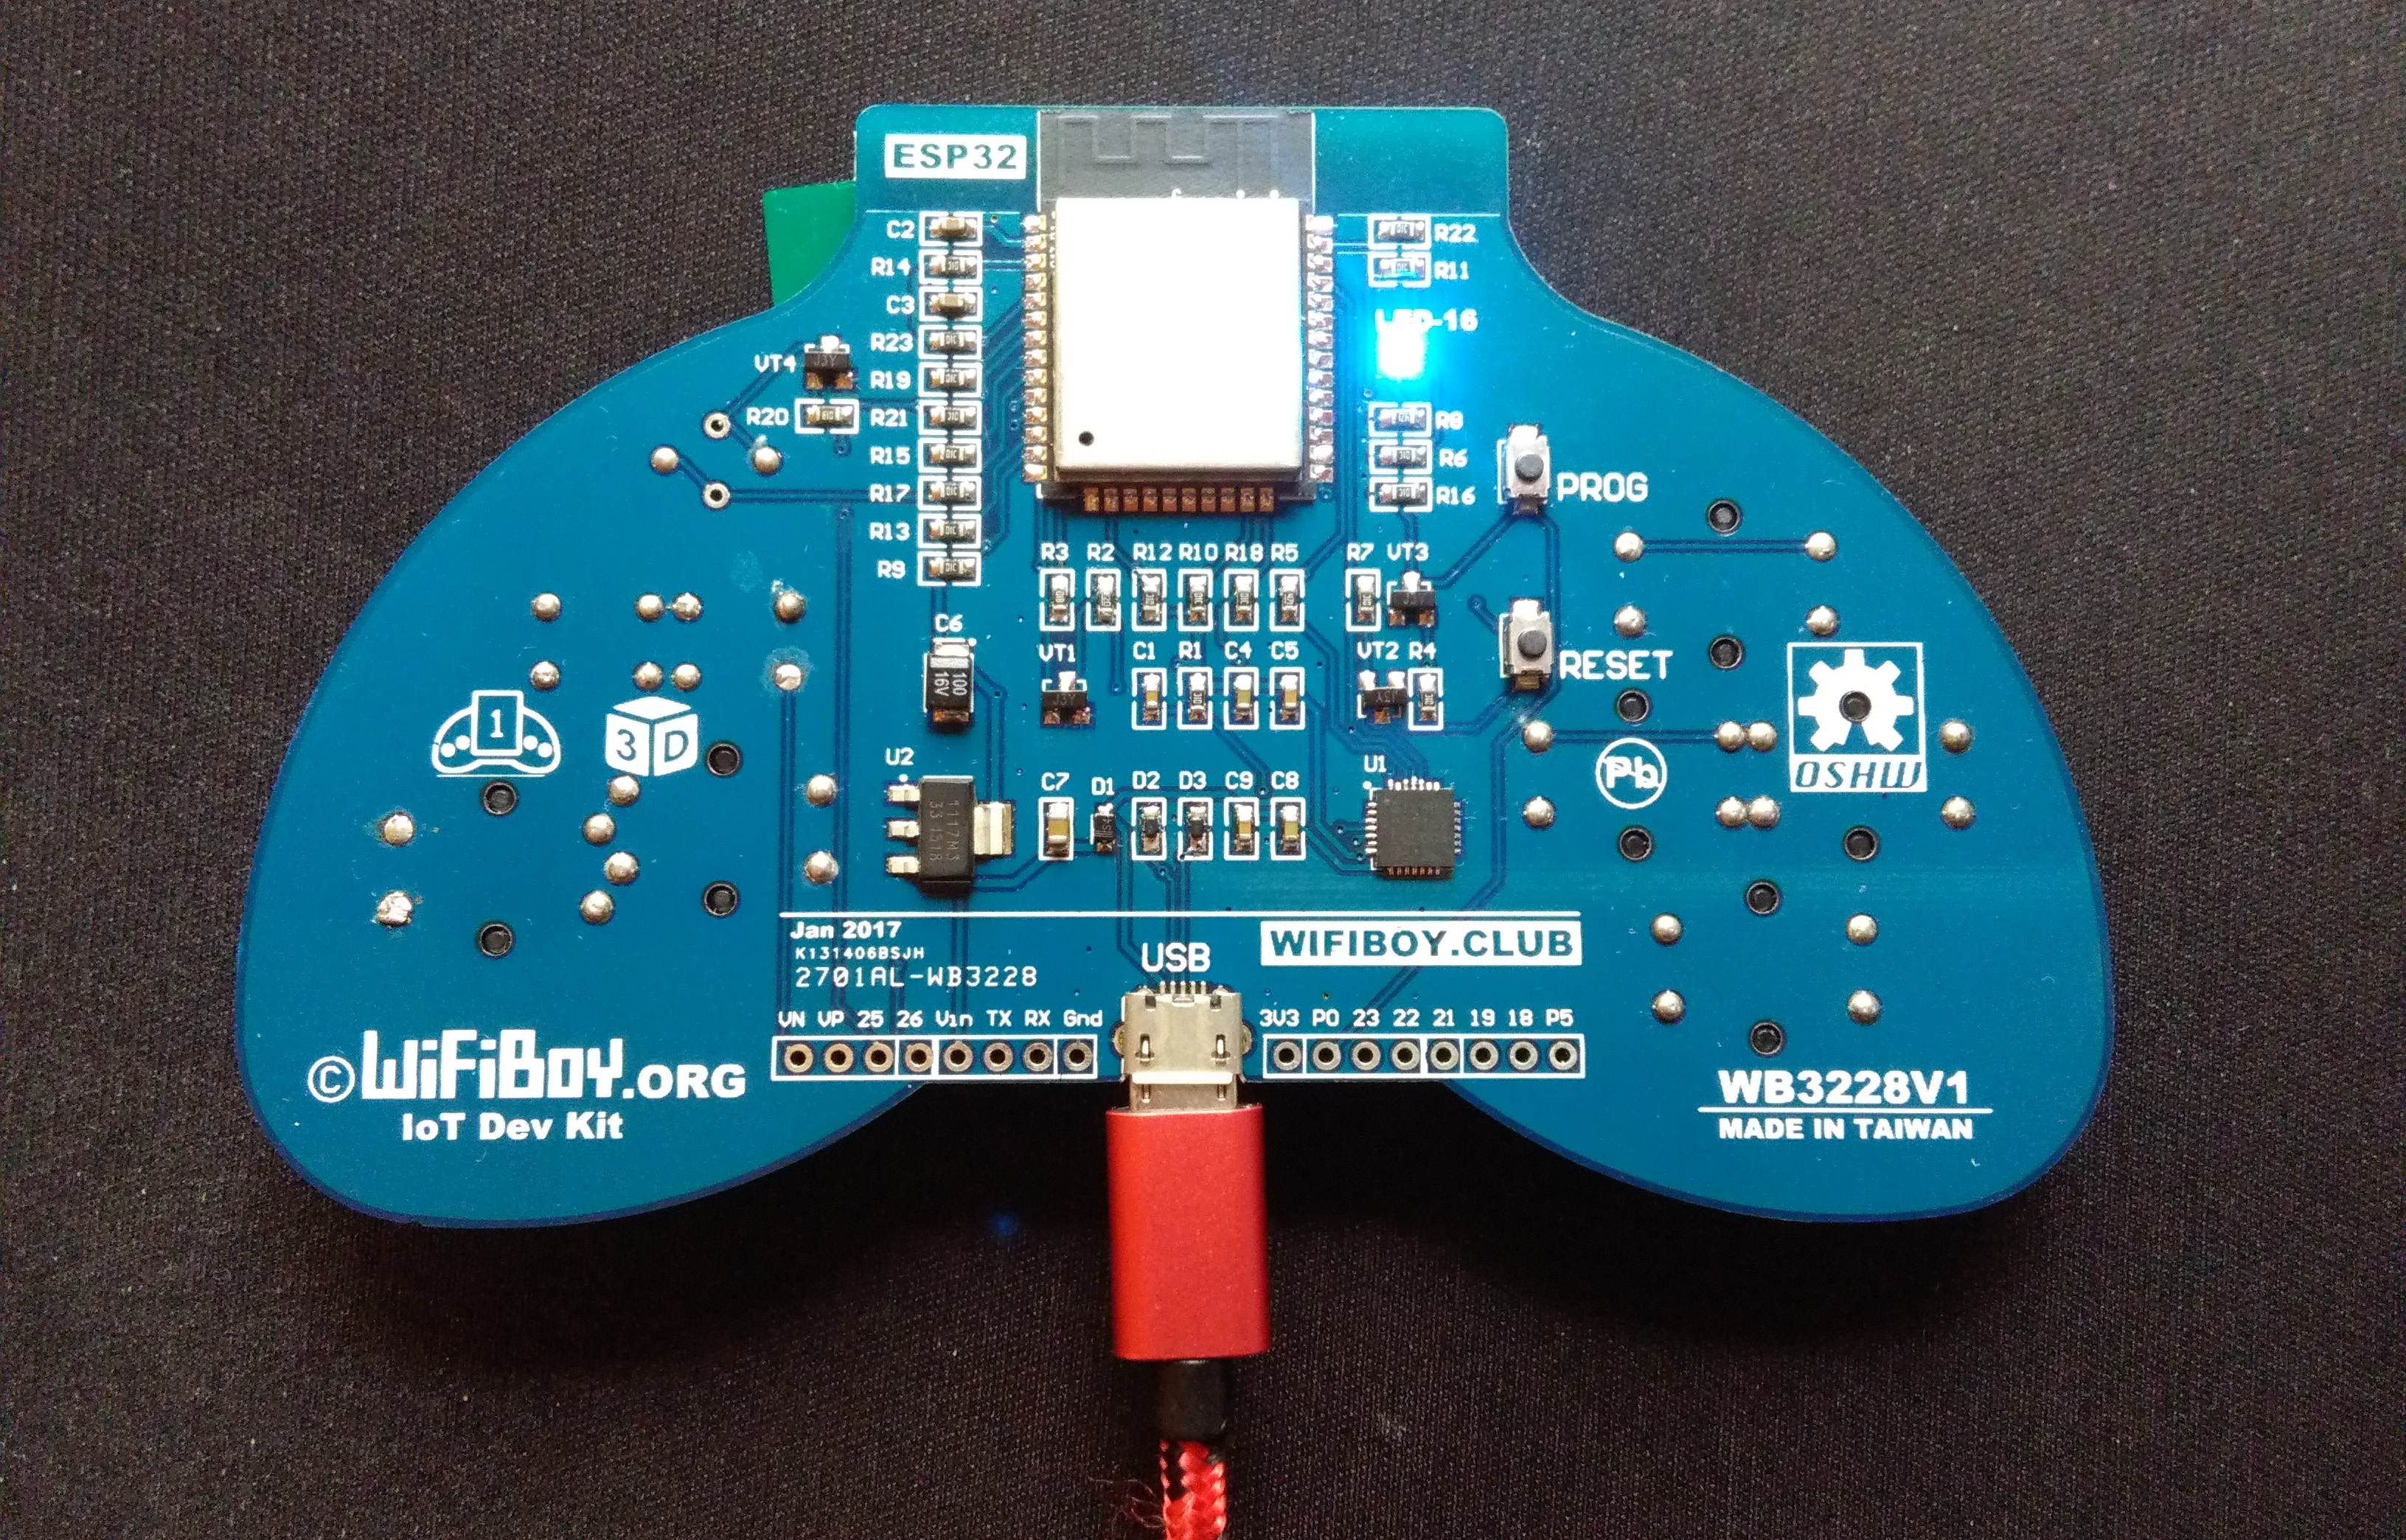 ESP32
C2
R14
C3
R23
R19
R21
R15
R17
R13
R9
VT4
R20
R22
R11
LED-16
R8
R6
R16
PROG
R3 R2 R12 R10 R18 R5 R7 VT3
C6
100
16V
VT1 C1 R1 C4 C5 VT2 R4
RESET
1
3D
Pb
OSHW
U2
1117M3
33
C7 D1 D2 D3 C9 C8 U1
Jan 2017
K131406BSJH
2701AL-WB3228
USB
WIFIBOY.CLUB
VN VP 25 26 Vin TX RX Gnd
3V3 P0 23 22 21 19 18 P5
©WiFiBoy.ORG
IoT Dev Kit
WB3228V1
MADE IN TAIWAN